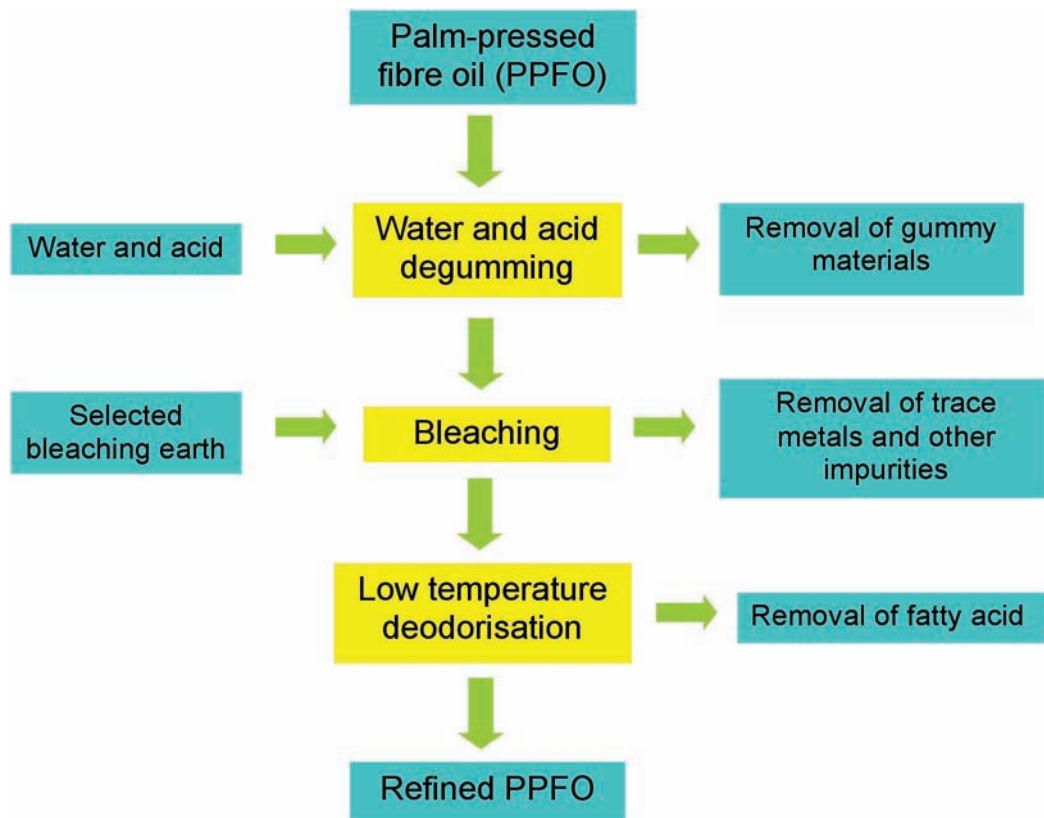 Palm-pressed
fibre oil (PPFO)
Water and acid
Water and acid
degumming
Removal of gummy
materials
Selected
bleaching earth
Bleaching
Removal of trace
metals and other
impurities
Low temperature
deodorisation
Removal of fatty acid
Refined PPFO